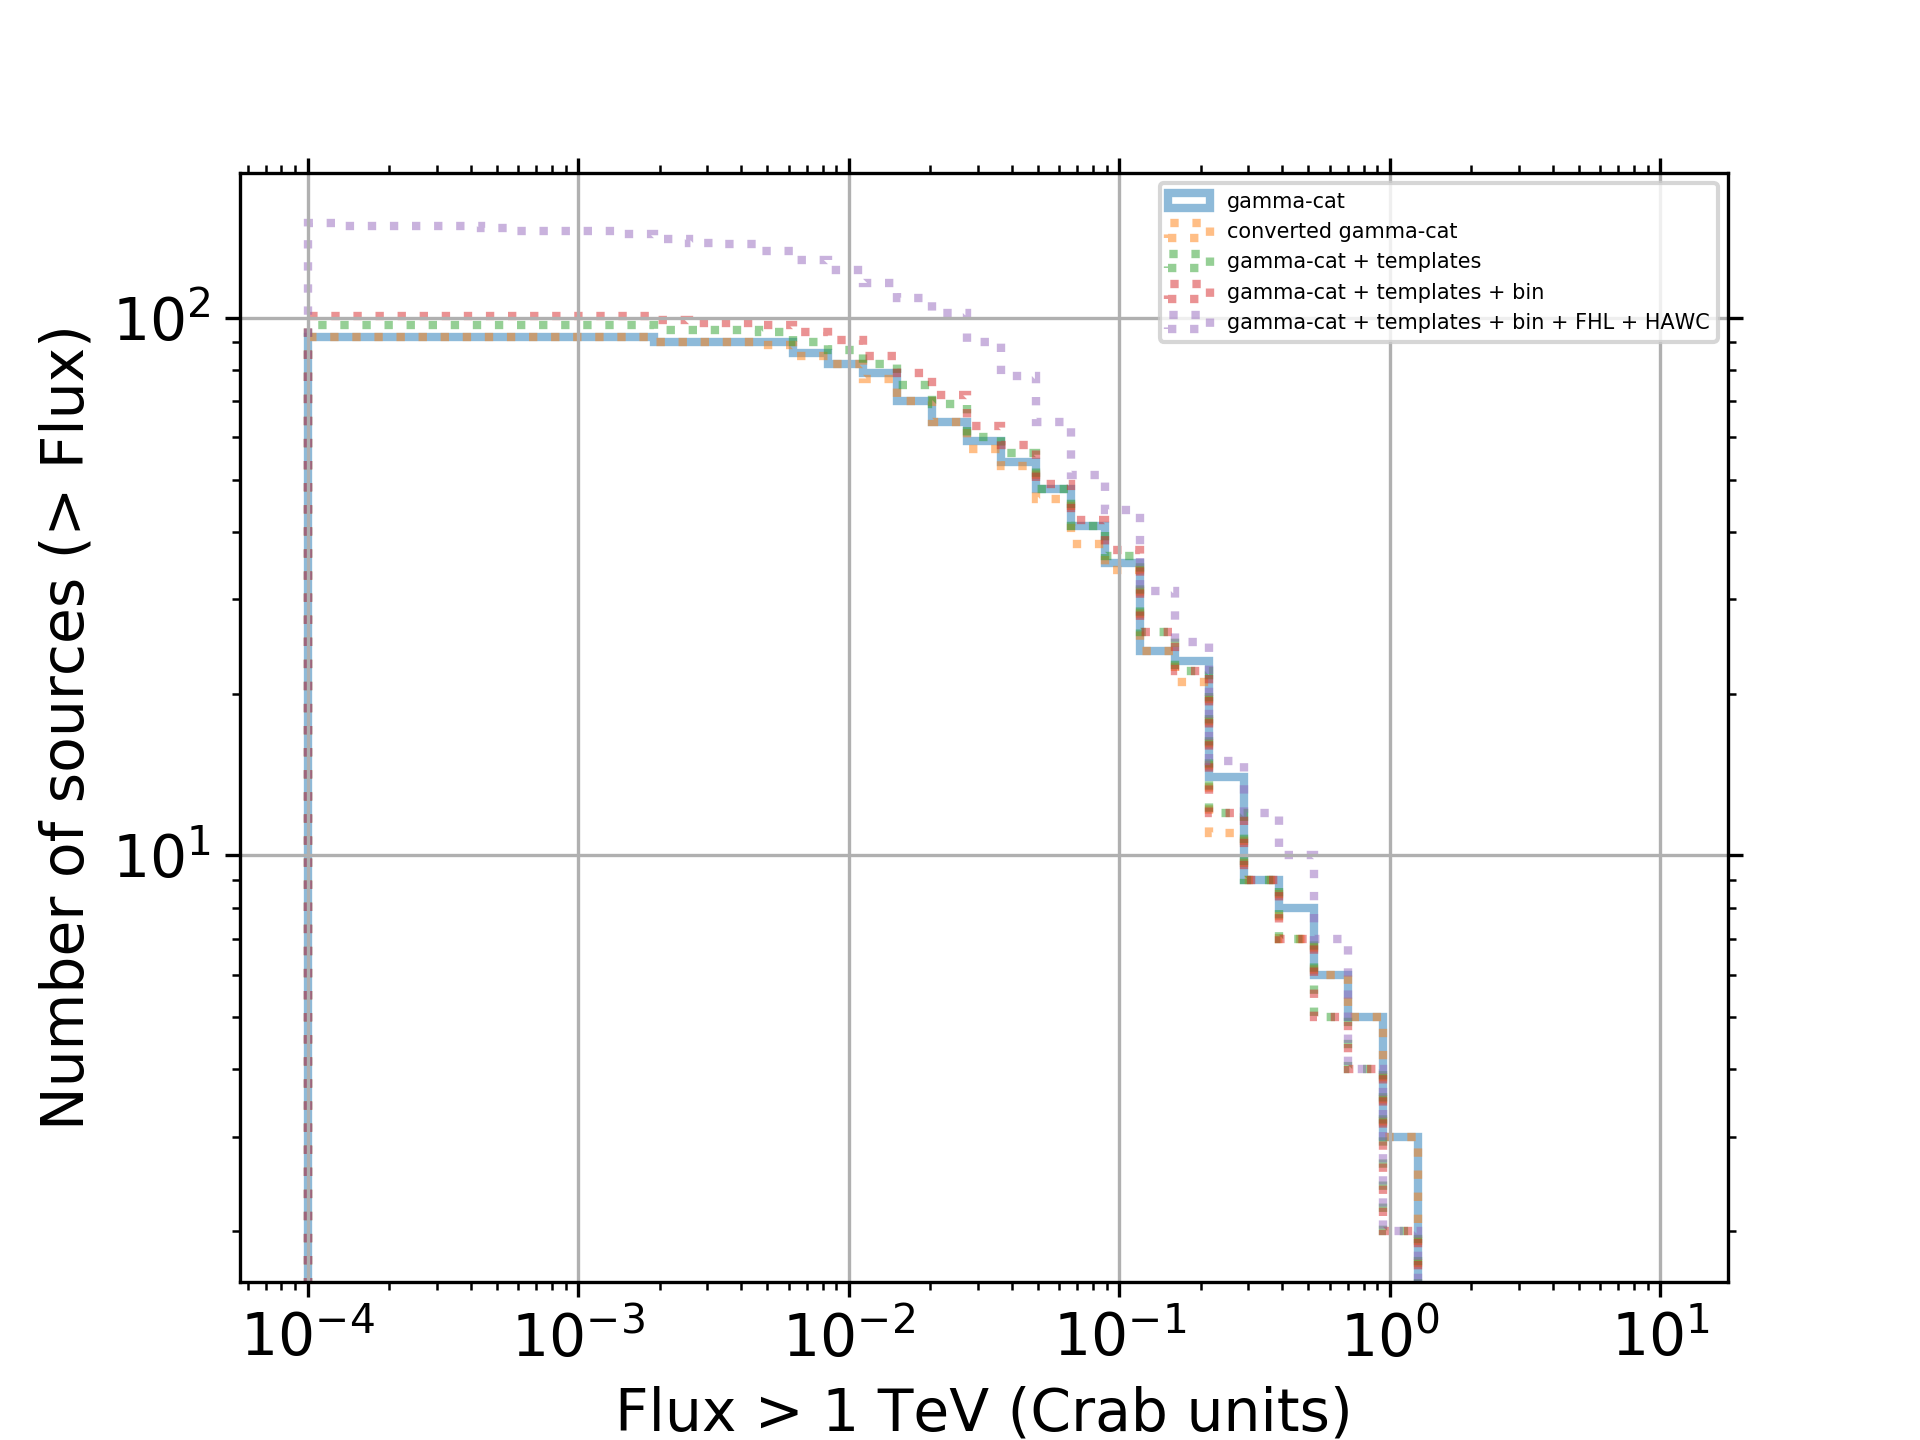 gamma-cat
converted gamma-cat
gamma-cat + templates
gamma-cat + templates + bin
gamma-cat + templates + bin + FHL + HAWC
Number of sources (> Flux)
10²
10¹
10⁻⁴ 10⁻³ 10⁻² 10⁻¹ 10⁰ 10¹
Flux > 1 TeV (Crab units)